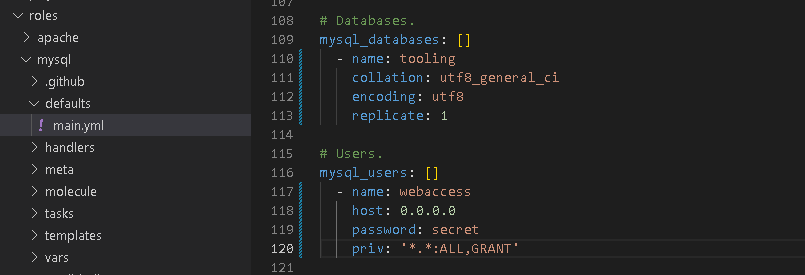 roles
apache
mysql
.github
defaults
! main.yml
handlers
meta
molecule
tasks
templates
vars
107
108 # Databases.
109 mysql_databases: []
110 - name: tooling
111 collation: utf8_general_ci
112 encoding: utf8
113 replicate: 1
114
115 # Users.
116 mysql_users: []
117 - name: webaccess
118 host: 0.0.0.0
119 password: secret
120 priv: '*.*:ALL,GRANT'
121